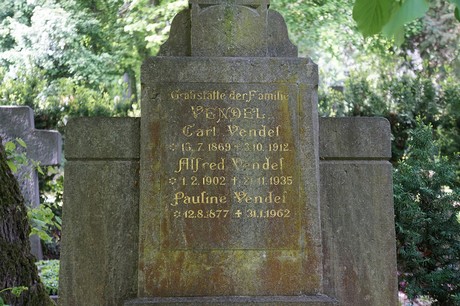 Grabstätte der Familie
VENDEL
Carl Vendel
* 13.7.1869 + 3.10.1912
Alfred Vendel
* 1.2.1902 + 21.11.1935
Pauline Vendel
* 12.8.1877 + 31.1.1962